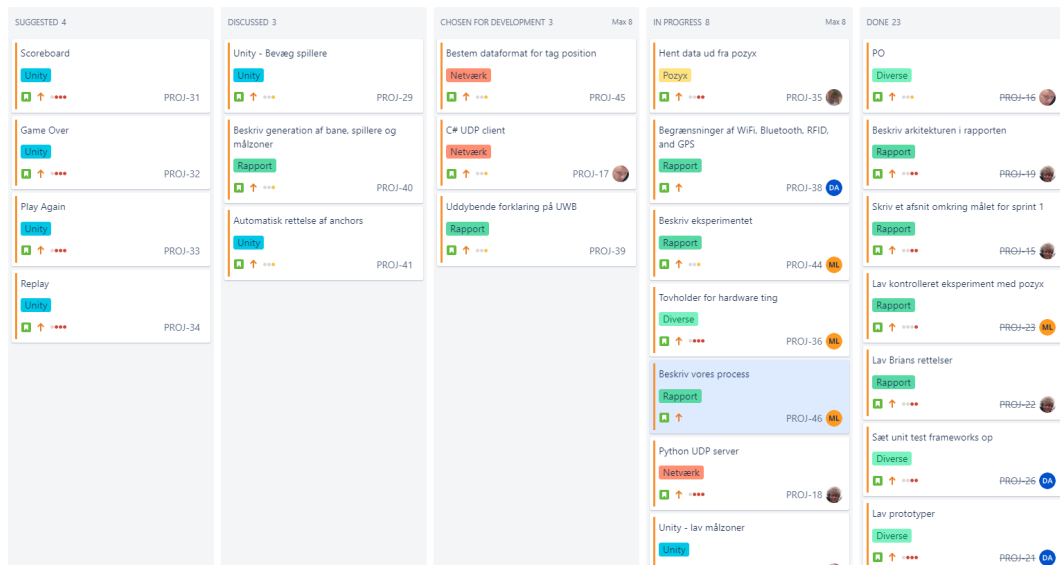 SUGGESTED 4
Scoreboard
Unity
PROJ-31
Game Over
Unity
PROJ-32
Play Again
Unity
PROJ-33
Replay
Unity
PROJ-34
DISCUSSED 3
Unity - Bevæg spillere
Unity
PROJ-29
Beskriv generation af bane, spillere og
målzoner
Rapport
PROJ-40
Automatisk rettelse af anchors
Unity
PROJ-41
CHOSEN FOR DEVELOPMENT 3 Max 8
Bestem dataformat for tag position
Netværk
PROJ-45
C# UDP client
Netværk
PROJ-17
Uddybende forklaring på UWB
Rapport
PROJ-39
IN PROGRESS 8 Max 8
Hent data ud fra pozyx
Pozyx
PROJ-35
Begrænsninger af WiFi, Bluetooth, RFID,
and GPS
Rapport
PROJ-38 DA
Beskriv eksperimentet
Rapport
PROJ-44 ML
Tovholder for hardware ting
Diverse
PROJ-36 ML
Beskriv vores process
Rapport
PROJ-46 ML
Python UDP server
Netværk
PROJ-18
Unity - lav målzoner
Unity
DONE 23
PO
Diverse
PROJ-16
Beskriv arkitekturen i rapporten
Rapport
PROJ-19
Skriv et afsnit omkring målet for sprint 1
Rapport
PROJ-15
Lav kontrolleret eksperiment med pozyx
Rapport
PROJ-23 ML
Lav Brians rettelser
Rapport
PROJ-22
Sæt unit test frameworks op
Diverse
PROJ-26 DA
Lav prototyper
Diverse
PROJ-21 DA